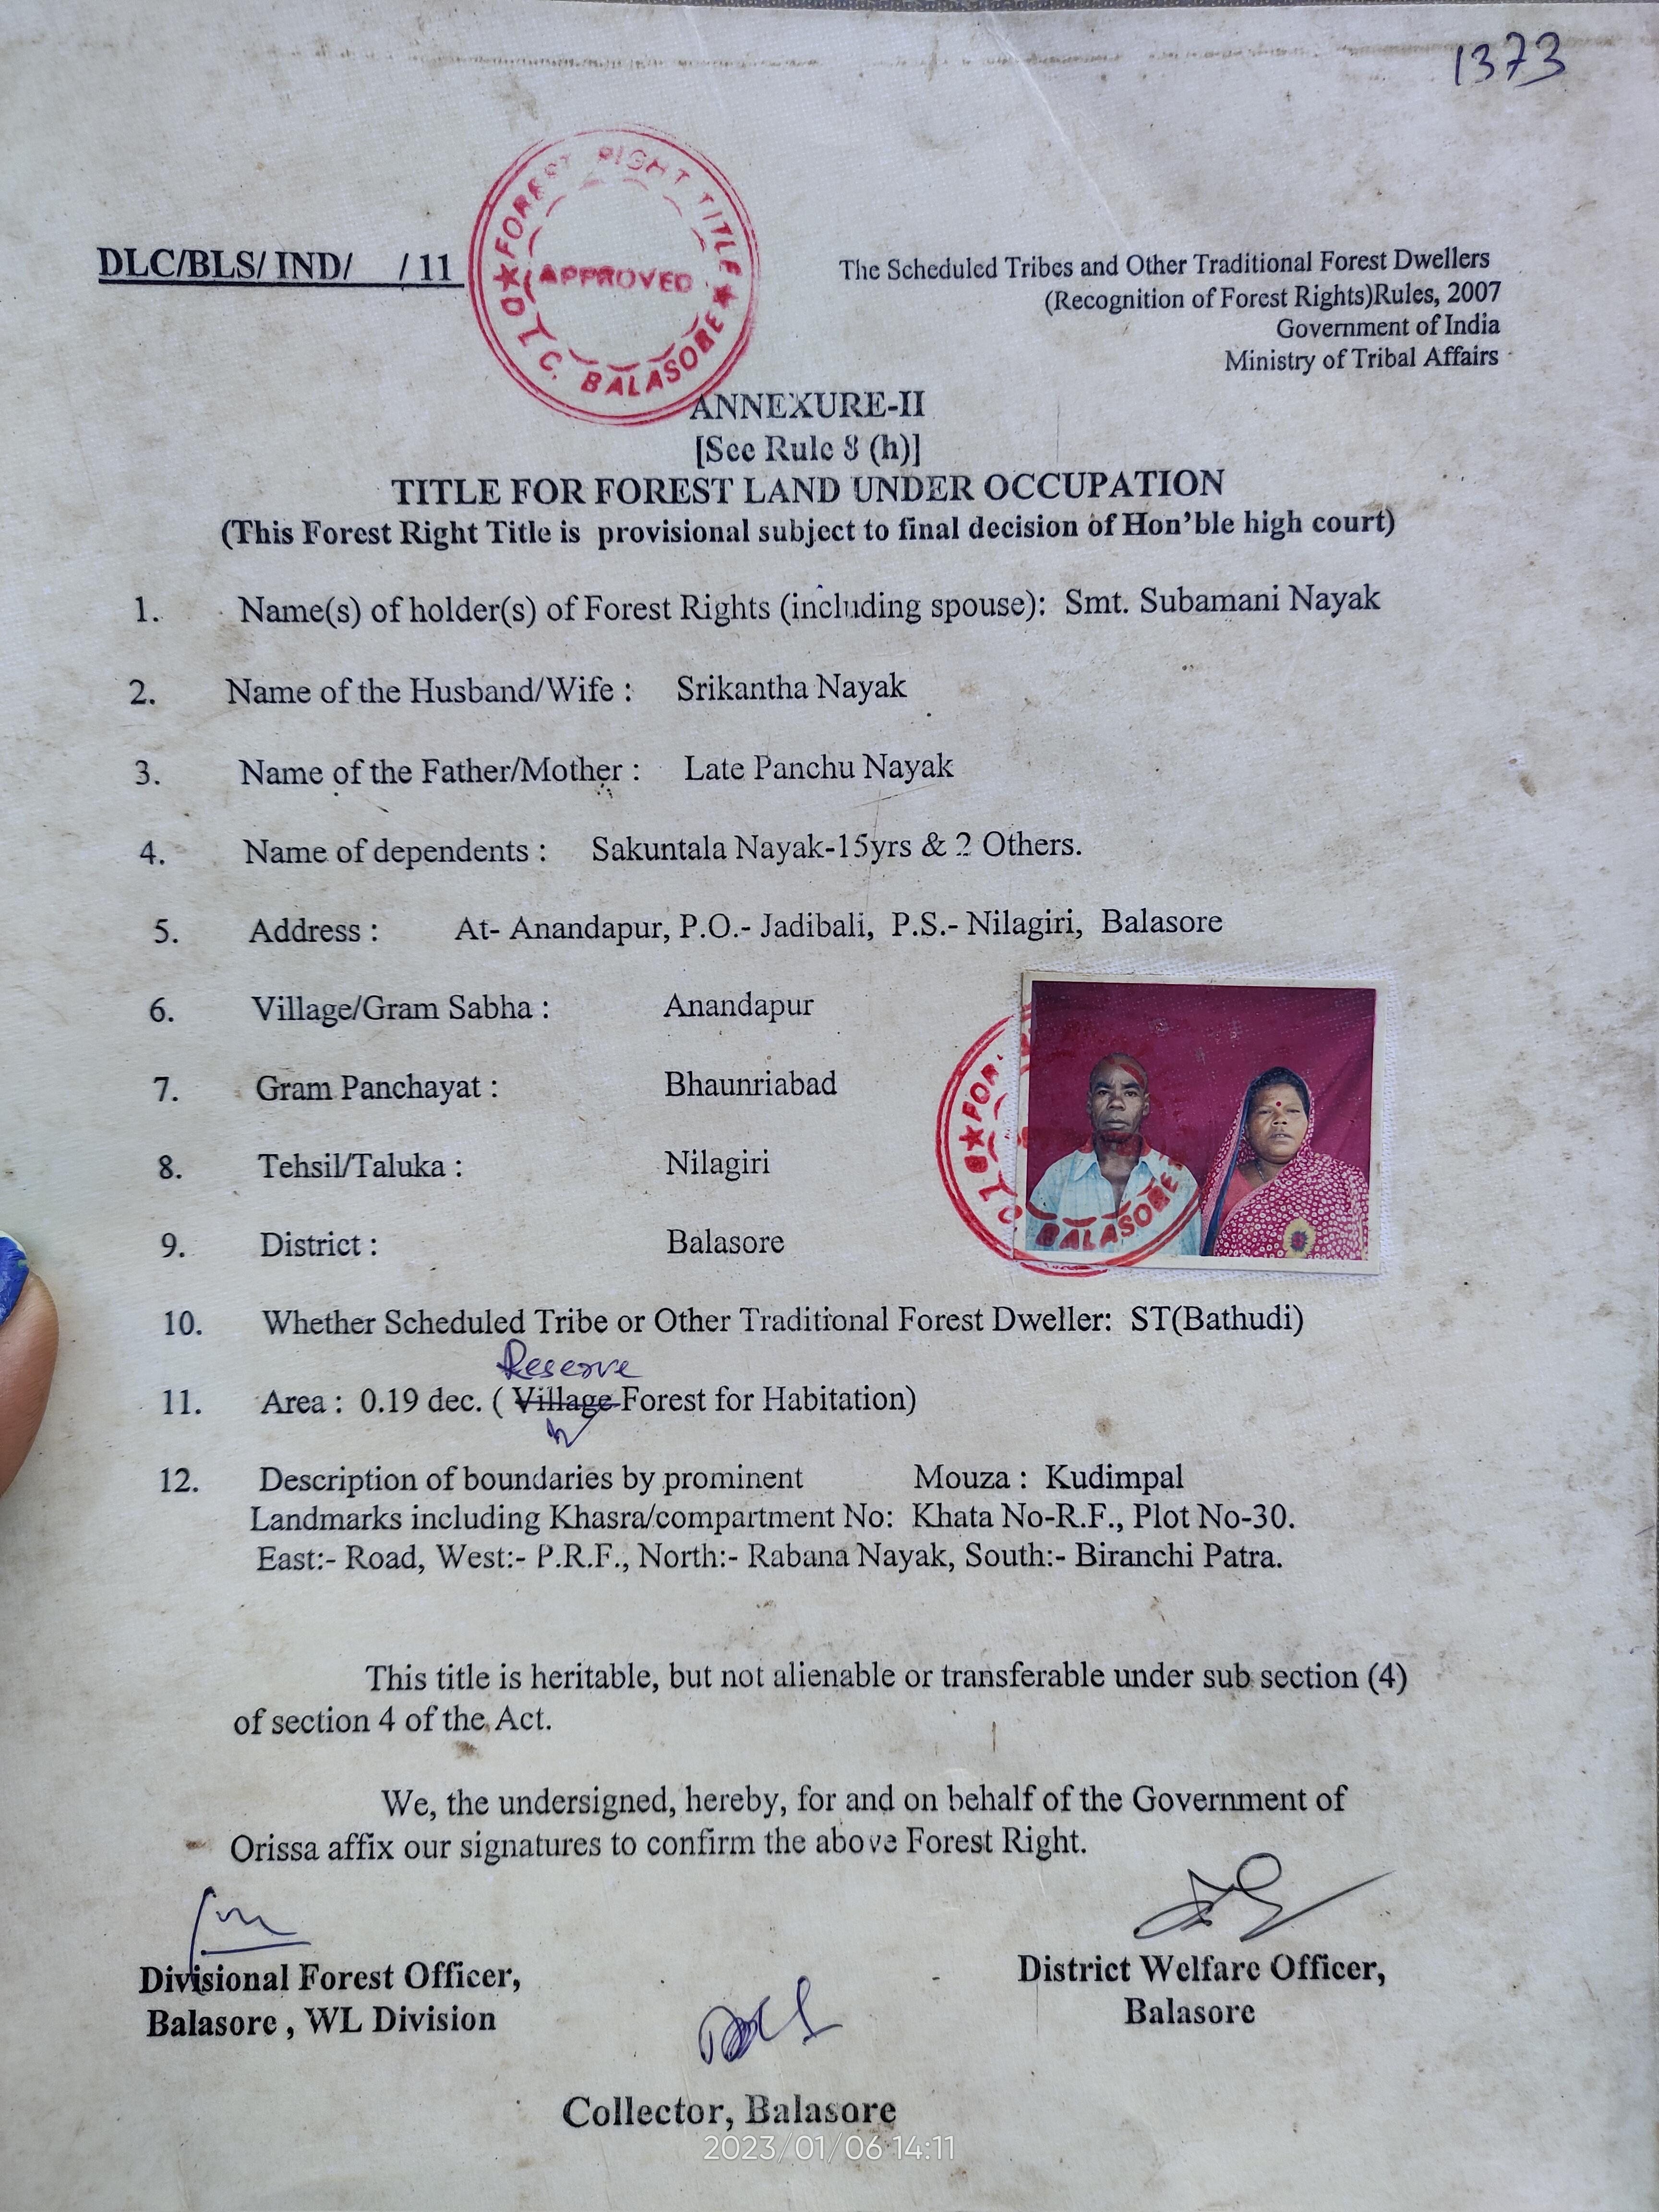 1373
DLC/BLS/ IND/ / 11
FOREST RIGHT TITLE
APPROVED
D.L.C. BALASORE
The Scheduled Tribes and Other Traditional Forest Dwellers
(Recognition of Forest Rights)Rules, 2007
Government of India
Ministry of Tribal Affairs
ANNEXURE-II
[See Rule 8 (h)]
TITLE FOR FOREST LAND UNDER OCCUPATION
(This Forest Right Title is provisional subject to final decision of Hon'ble high court)
1. Name(s) of holder(s) of Forest Rights (including spouse): Smt. Subamani Nayak
2. Name of the Husband/Wife : Srikantha Nayak
3. Name of the Father/Mother : Late Panchu Nayak
4. Name of dependents : Sakuntala Nayak-15yrs & 2 Others.
5. Address : At- Anandapur, P.O.- Jadibali, P.S.- Nilagiri, Balasore
6. Village/Gram Sabha : Anandapur
7. Gram Panchayat : Bhaunriabad
8. Tehsil/Taluka : Nilagiri
9. District : Balasore
FOR
D.L.C. BALASORE
10. Whether Scheduled Tribe or Other Traditional Forest Dweller: ST(Bathudi)
Reserve
11. Area : 0.19 dec. ( Village Forest for Habitation)
12. Description of boundaries by prominent Mouza : Kudimpal
Landmarks including Khasra/compartment No: Khata No-R.F., Plot No-30.
East:- Road, West:- P.R.F., North:- Rabana Nayak, South:- Biranchi Patra.
This title is heritable, but not alienable or transferable under sub section (4)
of section 4 of the Act.
We, the undersigned, hereby, for and on behalf of the Government of
Orissa affix our signatures to confirm the above Forest Right.
Divisional Forest Officer,
Balasore , WL Division
District Welfare Officer,
Balasore
Collector, Balasore
2023/01/06 14:11